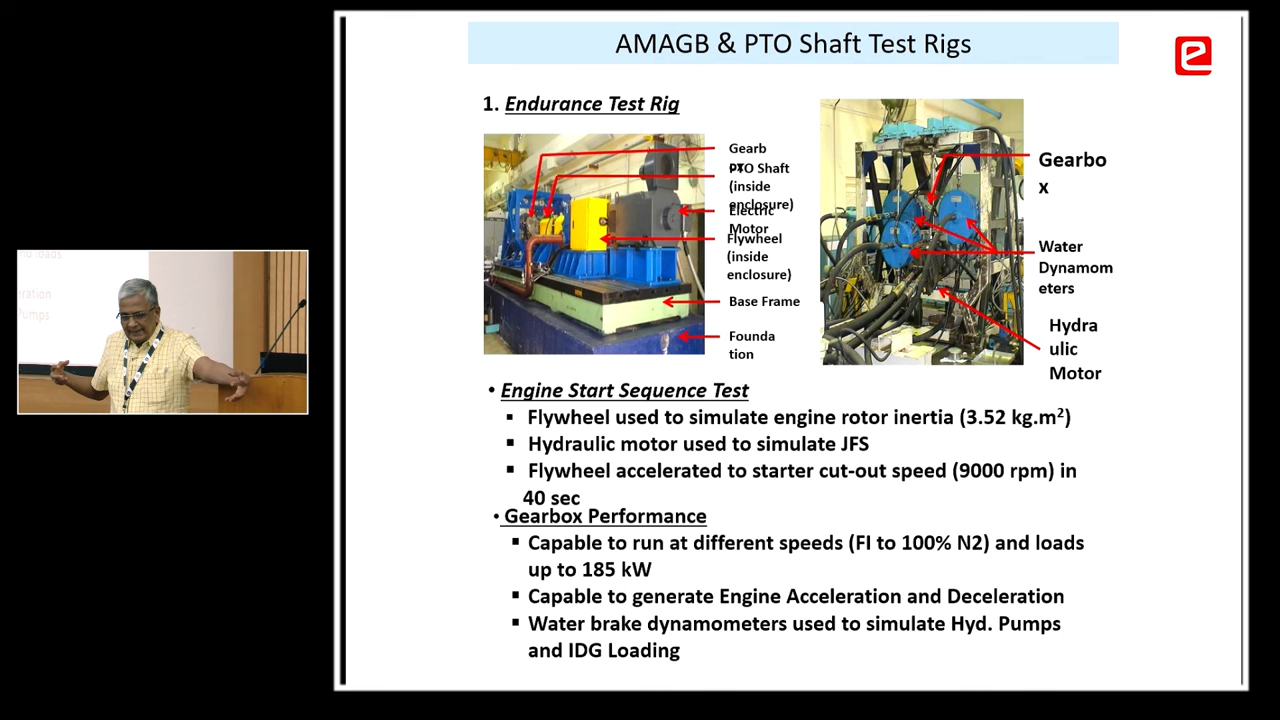 AMAGB & PTO Shaft Test Rigs
e
1. Endurance Test Rig
Gearb
ox
PTO Shaft
(inside
enclosure)
Electric
Motor
Flywheel
(inside
enclosure)
Base Frame
Founda
tion
Gearbo
x
Water
Dynamom
eters
Hydra
ulic
Motor
• Engine Start Sequence Test
▪ Flywheel used to simulate engine rotor inertia (3.52 kg.m²)
▪ Hydraulic motor used to simulate JFS
▪ Flywheel accelerated to starter cut-out speed (9000 rpm) in
40 sec
• Gearbox Performance
▪ Capable to run at different speeds (FI to 100% N2) and loads
up to 185 kW
▪ Capable to generate Engine Acceleration and Deceleration
▪ Water brake dynamometers used to simulate Hyd. Pumps
and IDG Loading
loads
Pumps